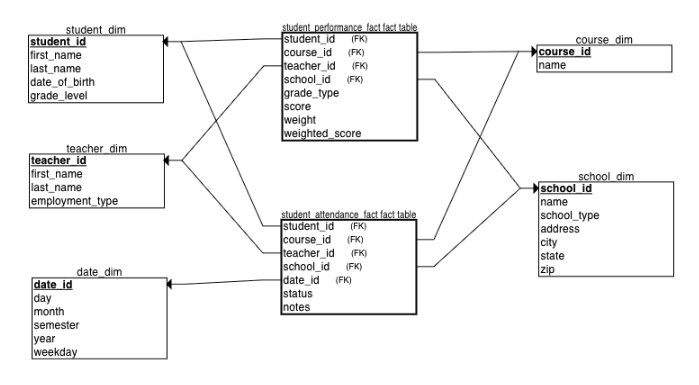 student_dim
student_id
first_name
last_name
date_of_birth
grade_level
student_performance_fact fact table
student_id (FK)
course_id (FK)
teacher_id (FK)
school_id (FK)
grade_type
score
weight
weighted_score
course_dim
course_id
name
teacher_dim
teacher_id
first_name
last_name
employment_type
school_dim
school_id
name
school_type
address
city
state
zip
student_attendance_fact fact table
student_id (FK)
course_id (FK)
teacher_id (FK)
school_id (FK)
date_id (FK)
status
notes
date_dim
date_id
day
month
semester
year
weekday